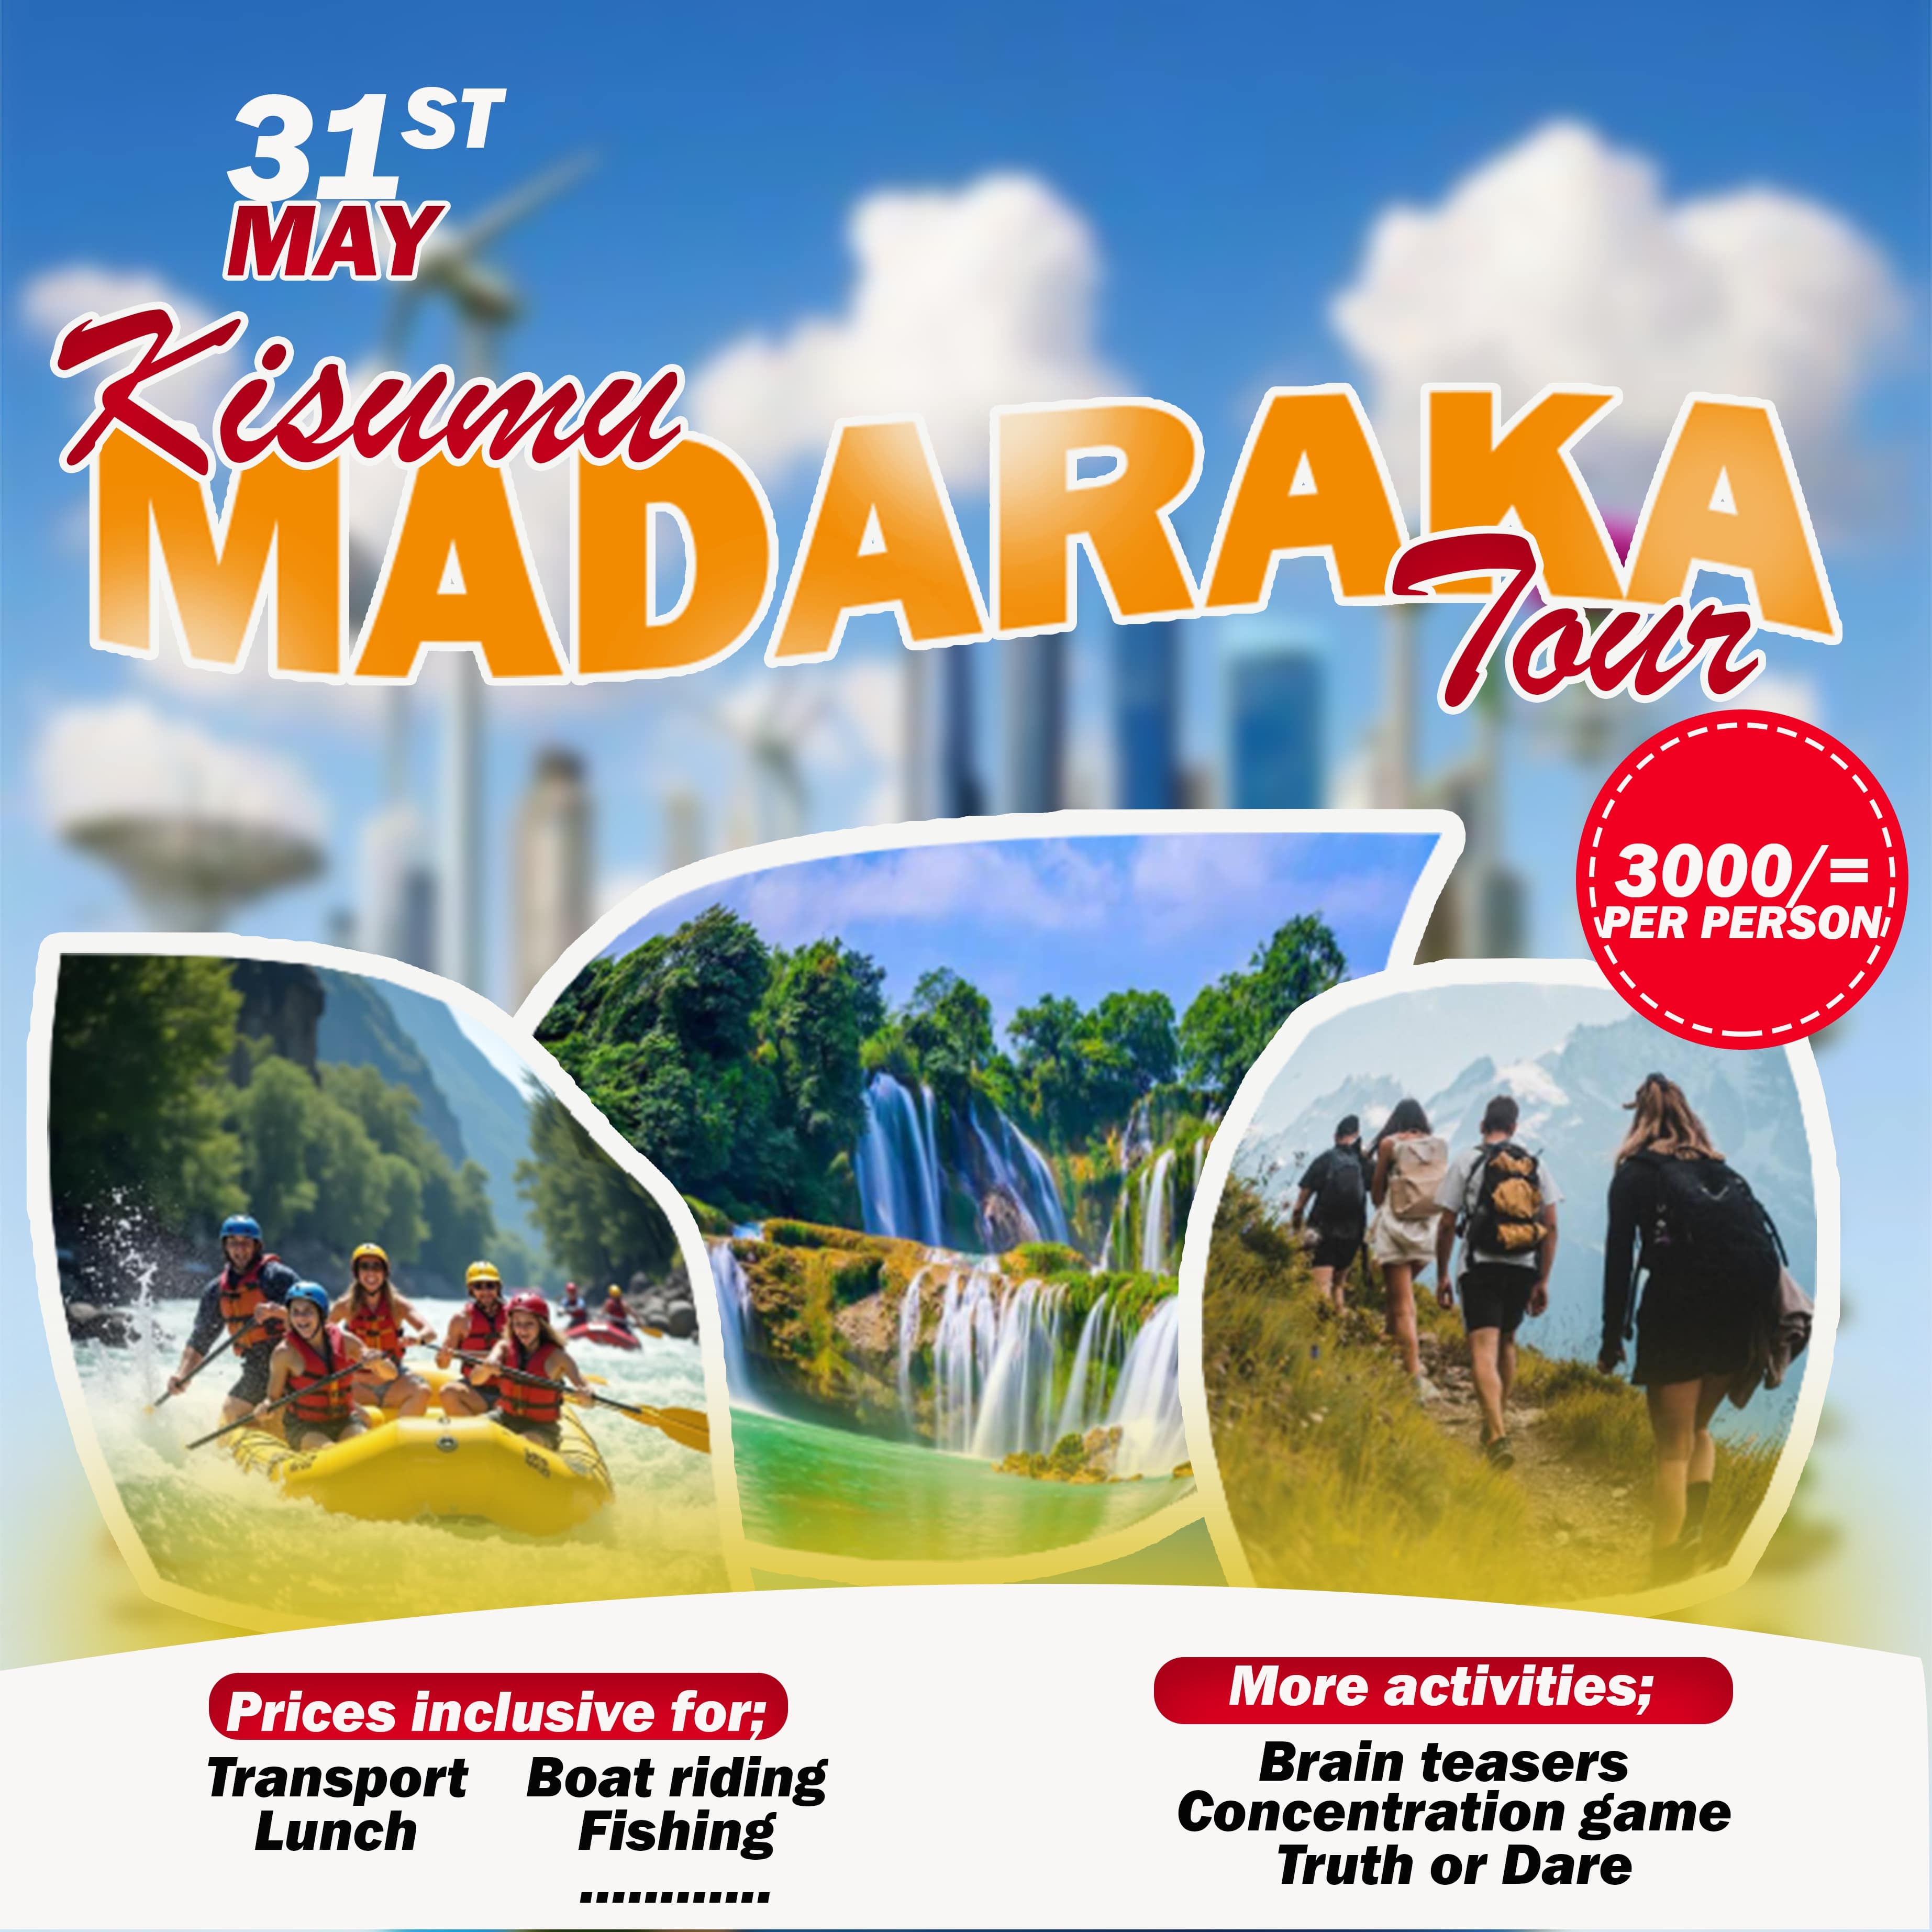 31ST
MAY
Kisumu
MADARAKA
Tour
3000/=
PER PERSON
Prices inclusive for;
Transport
Lunch
Boat riding
Fishing
............
More activities;
Brain teasers
Concentration game
Truth or Dare